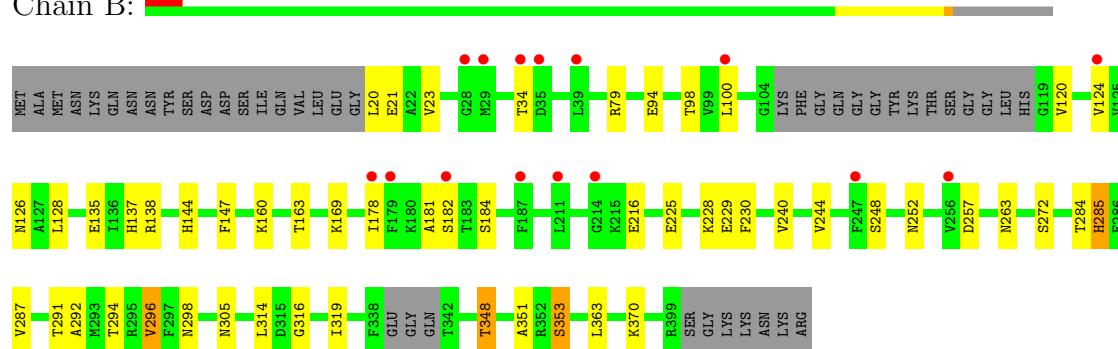 Chain B:
MET ALA MET ASN LYS GLN ASN ASN TYR SER ASP ASP SER ILE GLN VAL LEU GLU GLY L20 E21 A22 V23 G28 M29 T34 D35 L39 R79 E94 T98 V99 L100 G104 LYS PHE GLY GLN GLY GLY TYR LYS THR SER GLY GLY LEU HIS G119 V120 V124
N126 A127 L128 E135 I136 H137 R138 H144 F147 K160 T163 K169 I178 F179 K180 A181 S182 T183 S184 F187 L211 G214 K215 E216 E225 K228 E229 F230 V240 V244 F247 S248 N252 V256 D257 N263 S272 T284 H285
V287 T291 A292 M293 T294 R295 V296 F297 N298 N305 L314 D315 G316 I319 F338 GLU GLY GLN T342 T348 A351 R352 S353 L363 K370 R399 SER GLY LYS LYS ASN LYS ARG